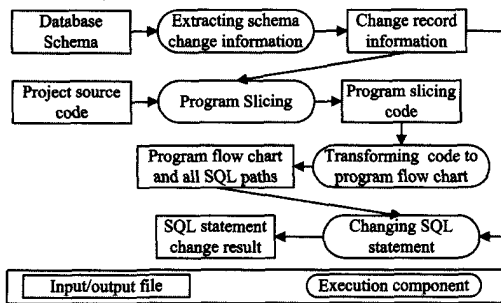 Database
Schema
Extracting schema
change information
Change record
information
Project source
code
Program Slicing
Program slicing
code
Program flow chart
and all SQL paths
Transforming code to
program flow chart
SQL statement
change result
Changing SQL
statement
Input/output file
Execution component